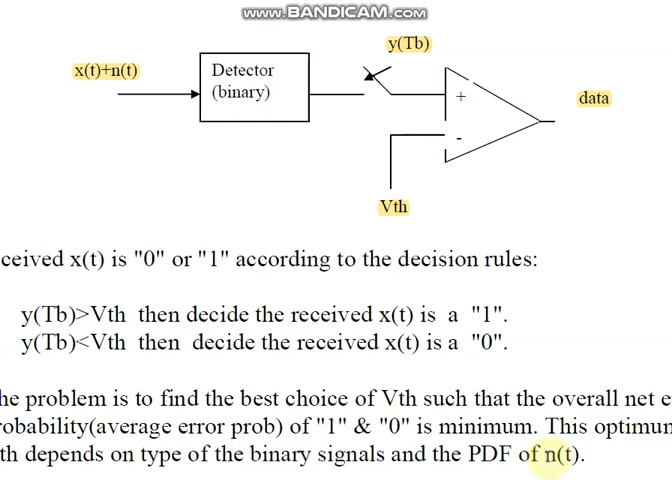 www.BANDICAM.com
y(Tb)
x(t)+n(t)
Detector
(binary)
+
data
-
Vth
ceived x(t) is "0" or "1" according to the decision rules:
y(Tb)>Vth then decide the received x(t) is a "1".
y(Tb)<Vth then decide the received x(t) is a "0".
he problem is to find the best choice of Vth such that the overall net e
robability(average error prob) of "1" & "0" is minimum. This optimu
th depends on type of the binary signals and the PDF of n(t).